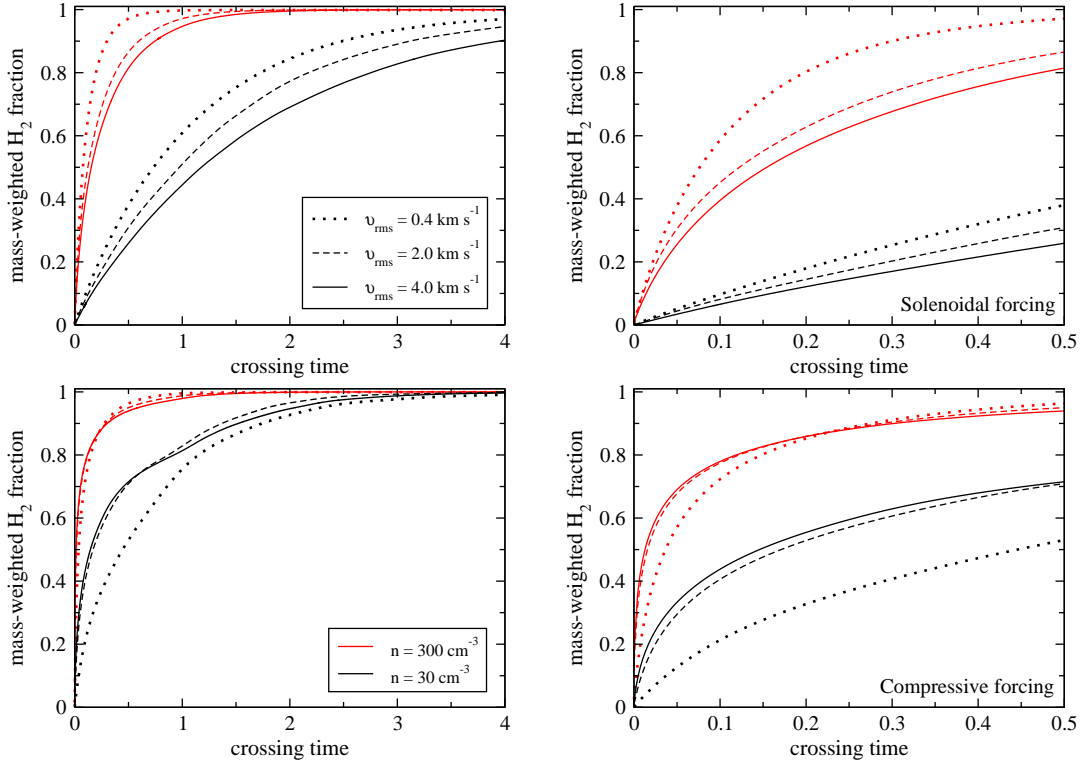 mass-weighted H₂ fraction
1
0.8
0.6
0.4
0.2
0
0 1 2 3 4
crossing time
υrms = 0.4 km s⁻¹
υrms = 2.0 km s⁻¹
υrms = 4.0 km s⁻¹
mass-weighted H₂ fraction
1
0.8
0.6
0.4
0.2
0
0 0.1 0.2 0.3 0.4 0.5
crossing time
Solenoidal forcing
mass-weighted H₂ fraction
1
0.8
0.6
0.4
0.2
0
0 1 2 3 4
crossing time
n = 300 cm⁻³
n = 30 cm⁻³
mass-weighted H₂ fraction
1
0.8
0.6
0.4
0.2
0
0 0.1 0.2 0.3 0.4 0.5
crossing time
Compressive forcing